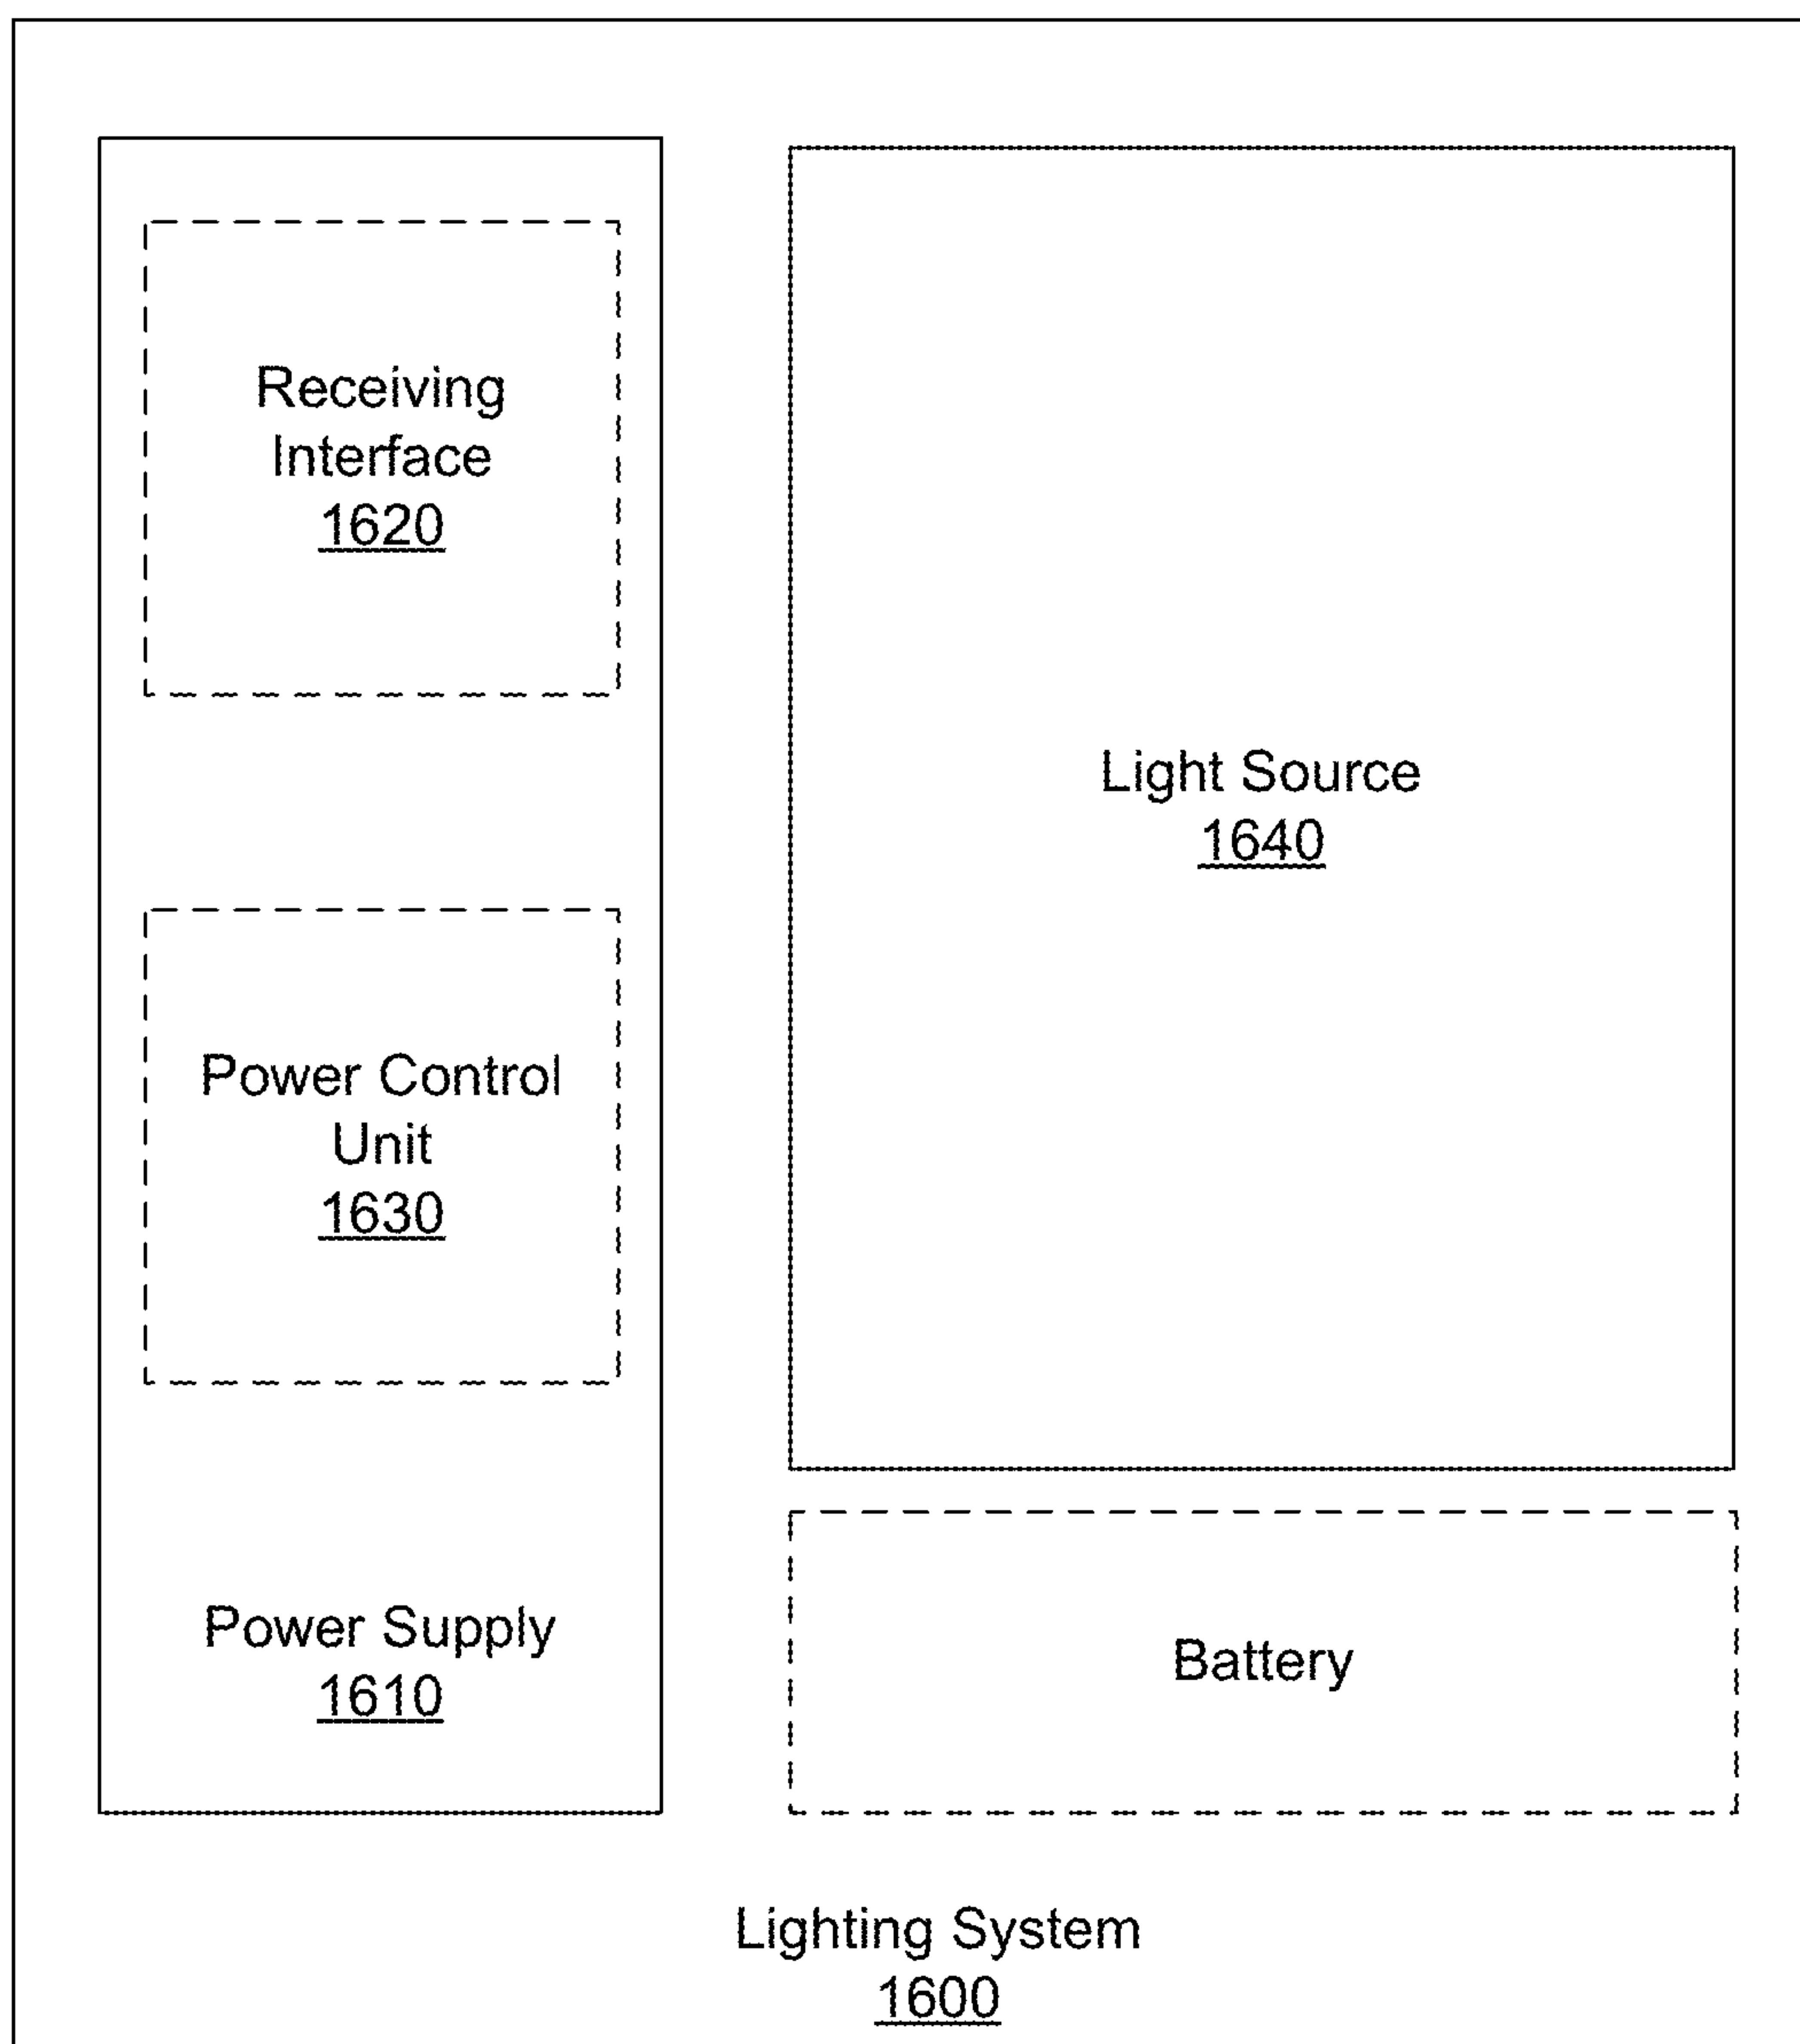 Receiving
Interface
1620
Power Control
Unit
1630
Power Supply
1610
Light Source
1640
Battery
Lighting System
1600